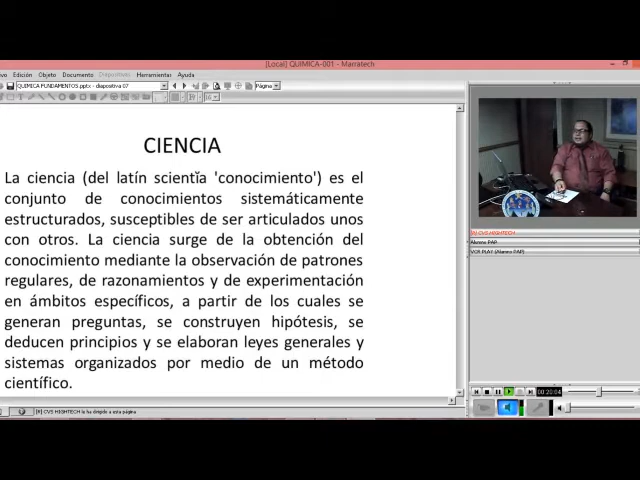 [Local] QUIMICA-001 - Marratech
Edición Objeto Documento Diapositivas Herramientas Ayuda
QUIMICA FUNDAMENTOS.pptx - diapositiva 07
Página
CIENCIA
La ciencia (del latín scientĭa 'conocimiento') es el
conjunto de conocimientos sistemáticamente
estructurados, susceptibles de ser articulados unos
con otros. La ciencia surge de la obtención del
conocimiento mediante la observación de patrones
regulares, de razonamientos y de experimentación
en ámbitos específicos, a partir de los cuales se
generan preguntas, se construyen hipótesis, se
deducen principios y se elaboran leyes generales y
sistemas organizados por medio de un método
científico.
[R] CVS HIGHTECH
Alumno PAP
VCR PLAY (Alumno PAP)
00:20:04
[R] CVS HIGHTECH la ha dirigido a esta página